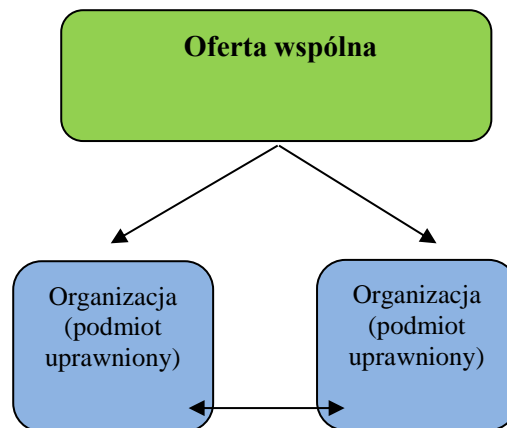 Oferta wspólna
Organizacja
(podmiot
uprawniony)
Organizacja
(podmiot
uprawniony)